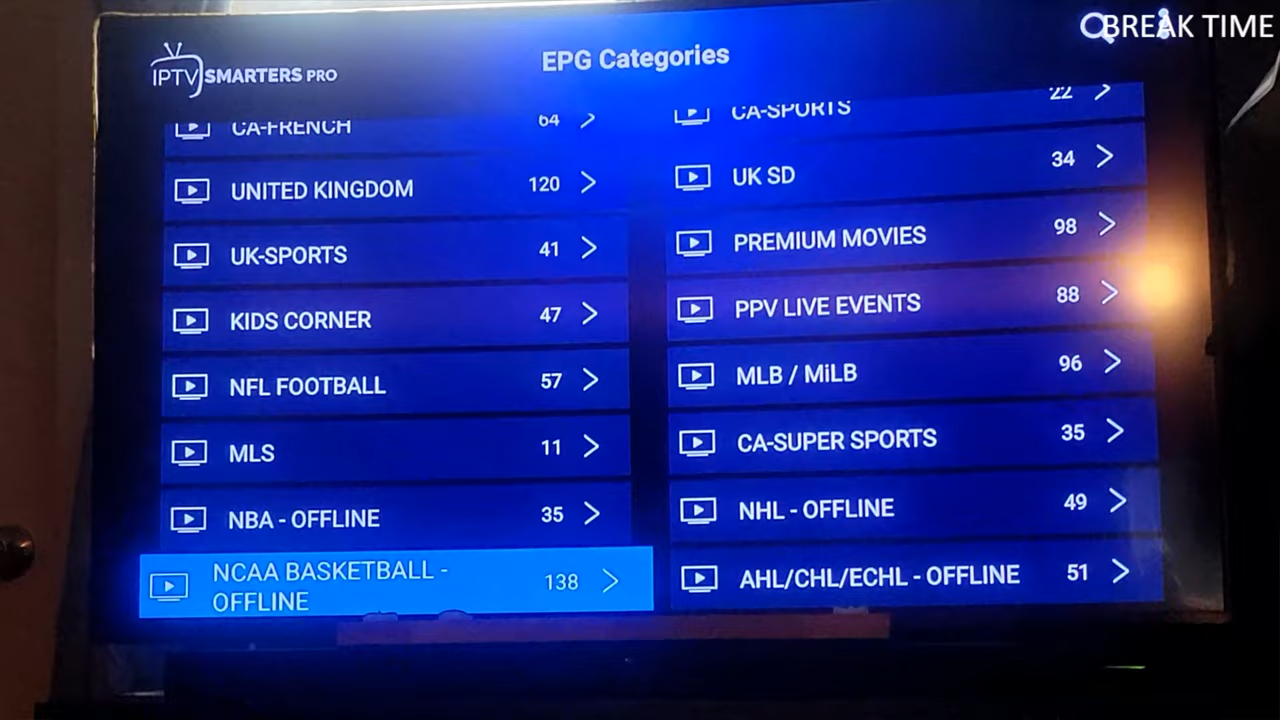 BREAK TIME
IPTV SMARTERS PRO
EPG Categories
CA-FRENCH 64
CA-SPORTS 22
UNITED KINGDOM 120
UK SD 34
UK-SPORTS 41
PREMIUM MOVIES 98
KIDS CORNER 47
PPV LIVE EVENTS 88
NFL FOOTBALL 57
MLB / MiLB 96
MLS 11
CA-SUPER SPORTS 35
NBA - OFFLINE 35
NHL - OFFLINE 49
NCAA BASKETBALL -
OFFLINE 138
AHL/CHL/ECHL - OFFLINE 51